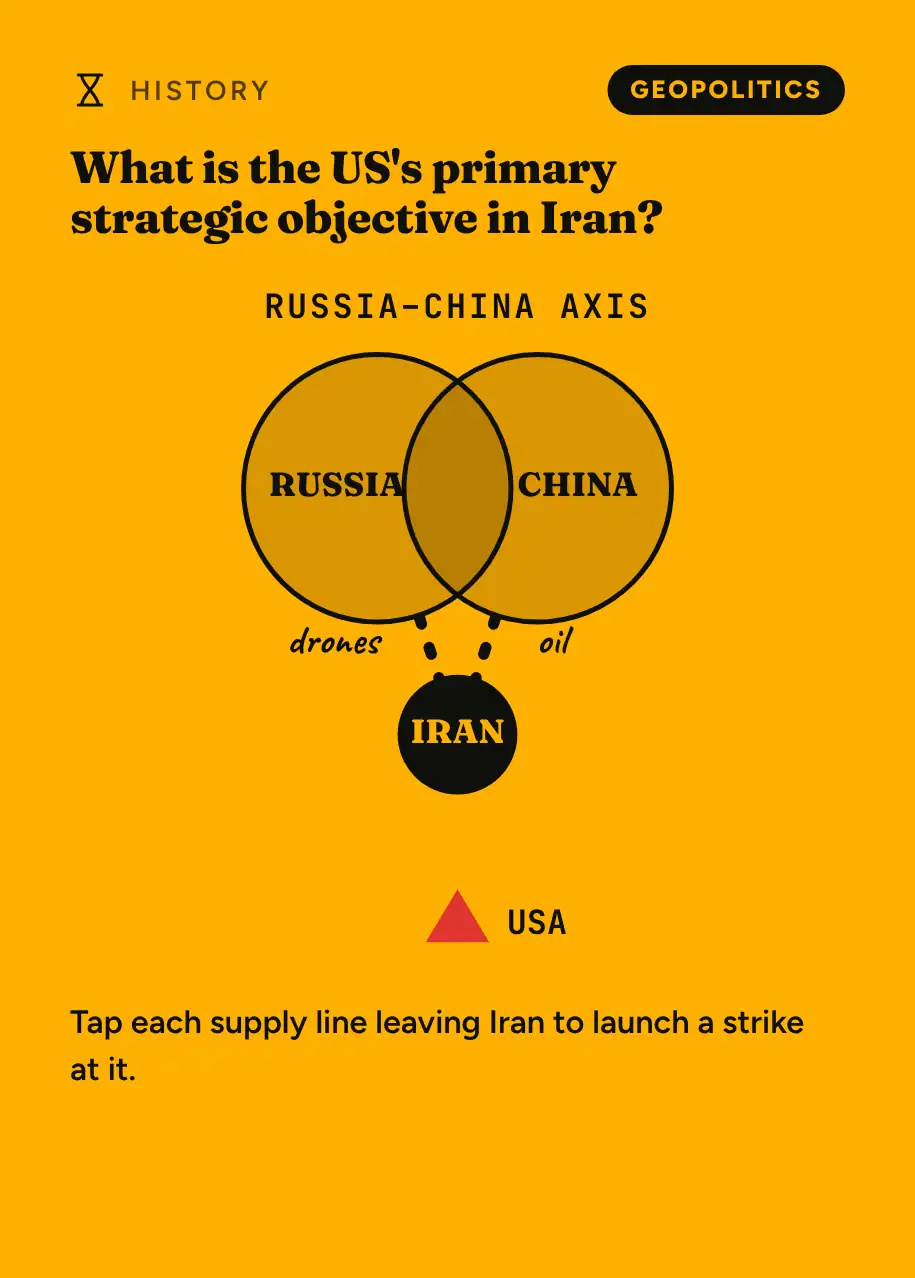 HISTORY
GEOPOLITICS
What is the US's primary
strategic objective in Iran?
RUSSIA–CHINA AXIS
RUSSIA
CHINA
drones
oil
IRAN
USA
Tap each supply line leaving Iran to launch a strike
at it.